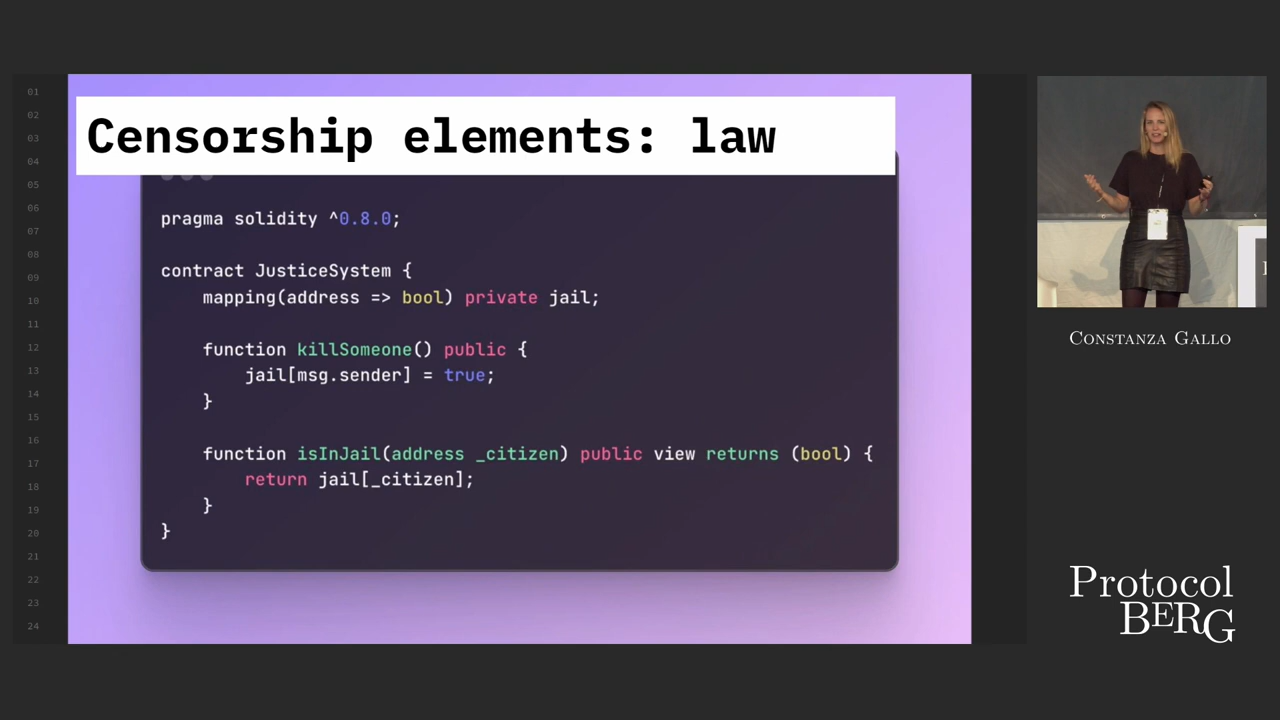 01
02
03
04
05
06
07
08
09
10
11
12
13
14
15
16
17
18
19
20
21
22
23
24
Censorship elements: law
pragma solidity ^0.8.0;
contract JusticeSystem {
mapping(address => bool) private jail;
function killSomeone() public {
jail[msg.sender] = true;
}
function isInJail(address _citizen) public view returns (bool) {
return jail[_citizen];
}
}
CONSTANZA GALLO
Protocol
BERG